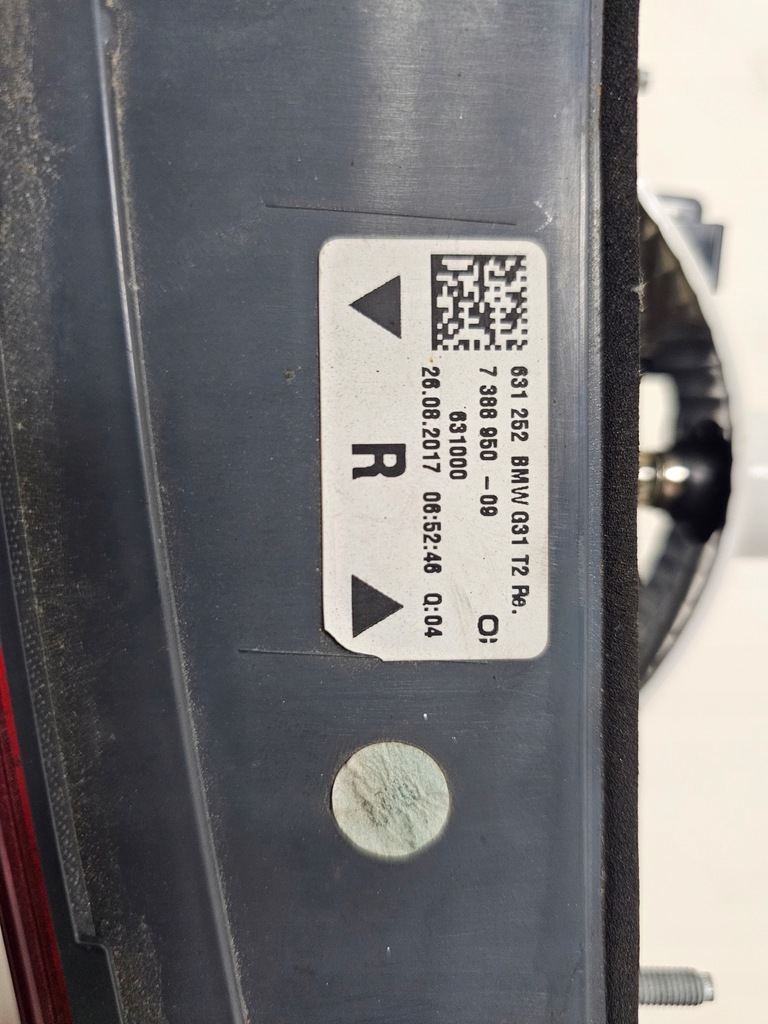 631 252 BMW G31 T2 Re.
7 388 950 -09
631000
26.08.2017 06:52:46 Q:04
R